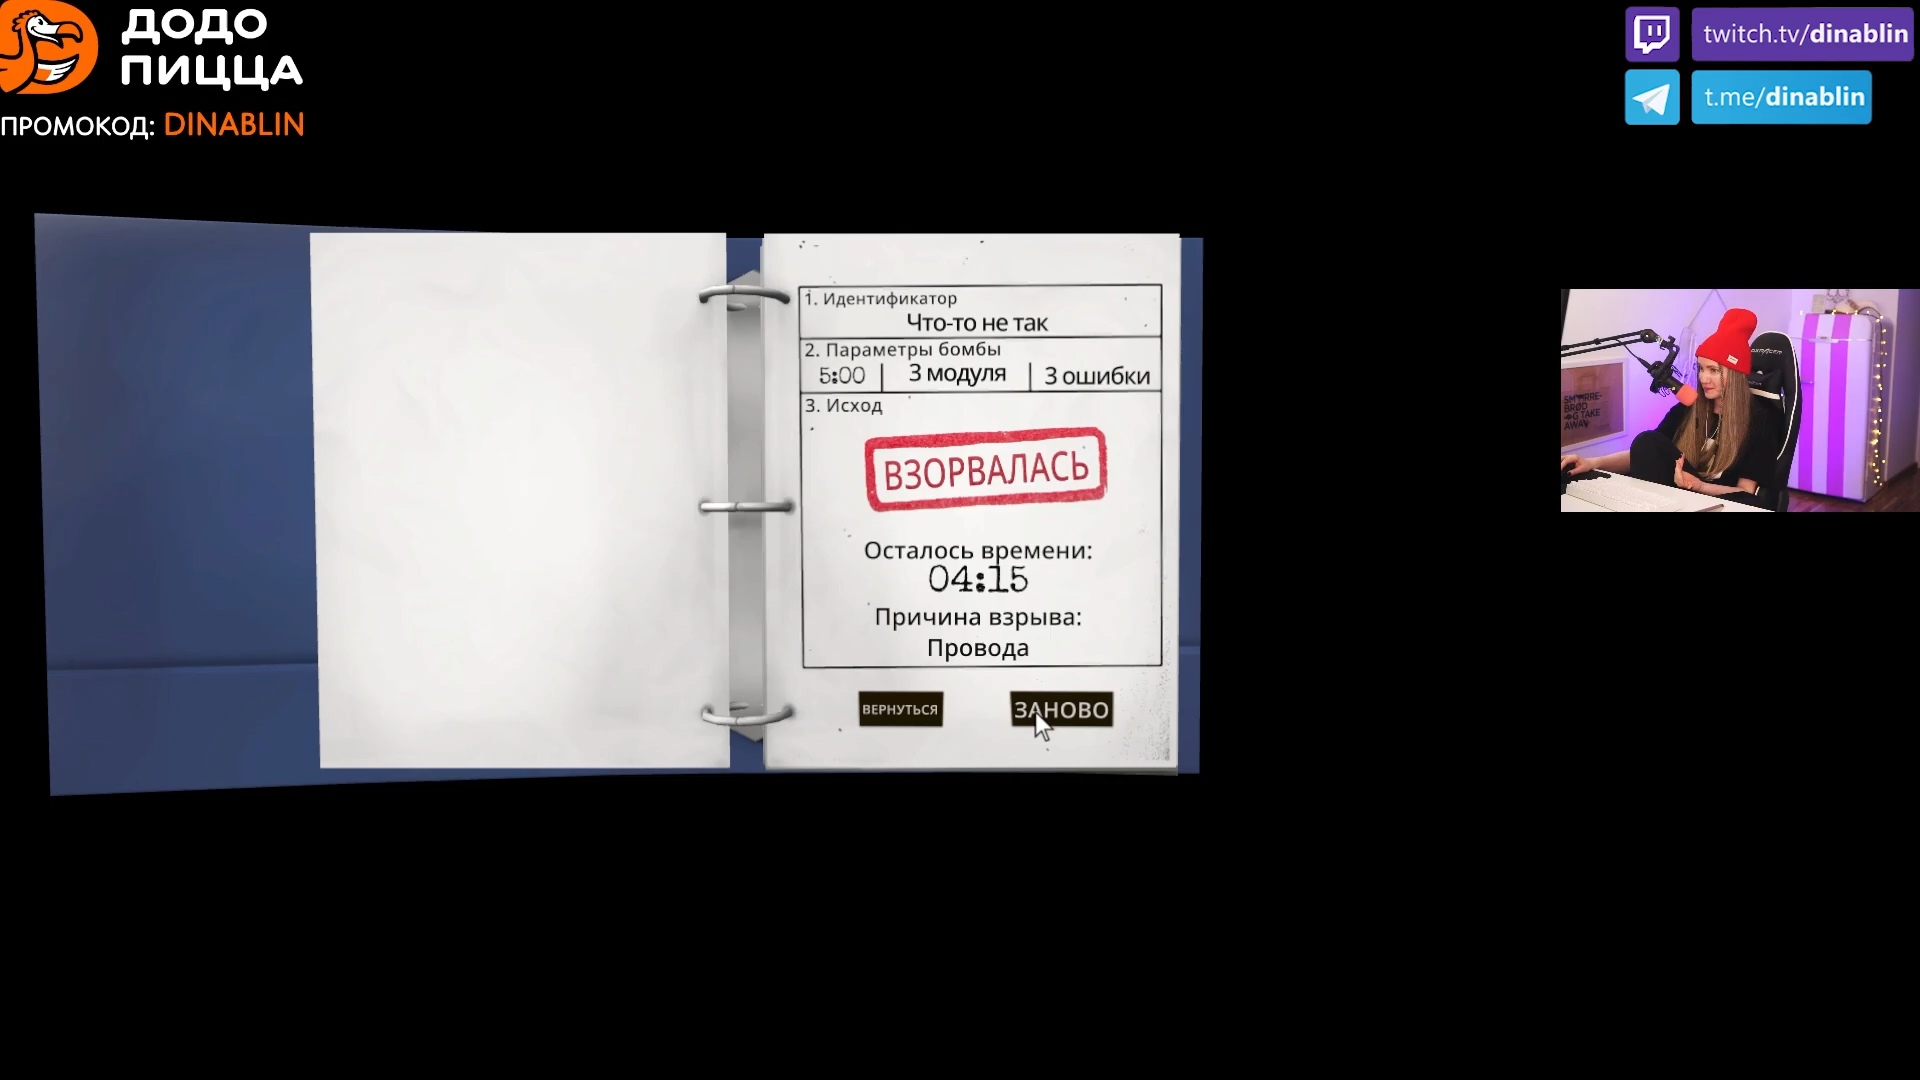 ДОДО
ПИЦЦА
ПРОМОКОД: DINABLIN
twitch.tv/dinablin
t.me/dinablin
1. Идентификатор
Что-то не так
2. Параметры бомбы
5:00 | 3 модуля | 3 ошибки
3. Исход
ВЗОРВАЛАСЬ
Осталось времени:
04:15
Причина взрыва:
Провода
ВЕРНУТЬСЯ
ЗАНОВО